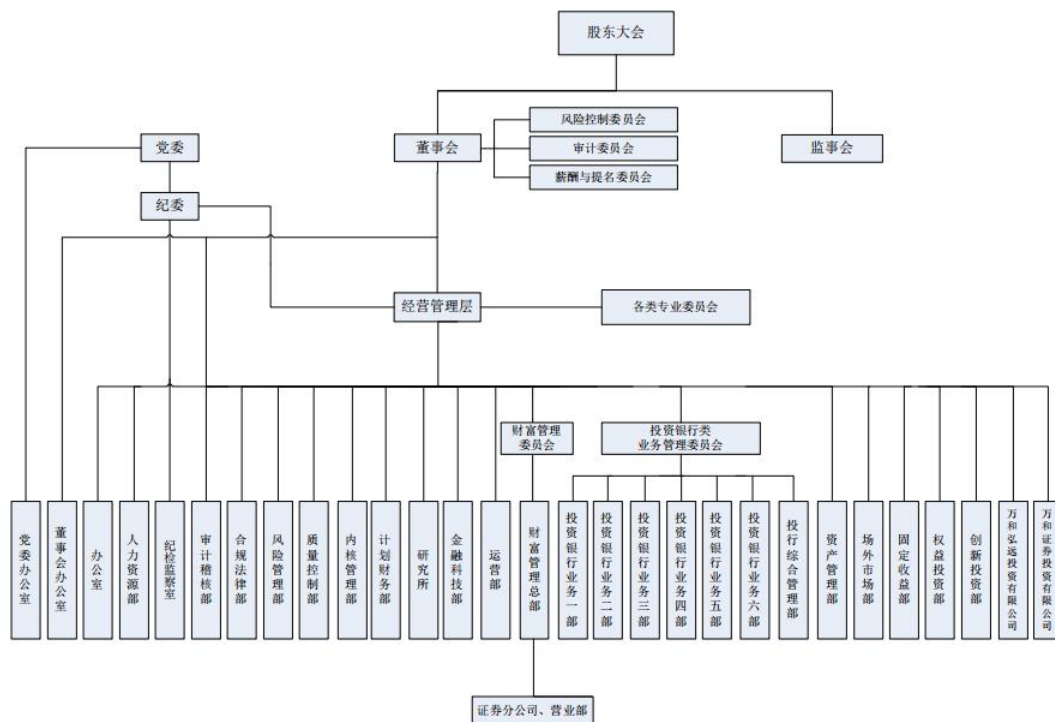 股东大会
风险控制委员会
党委
董事会
审计委员会
监事会
薪酬与提名委员会
纪委
经营管理层
各类专业委员会
财富管理
委员会
投资银行类
业务管理委员会
党委办公室
董事会办公室
办公室
人力资源部
纪检监察室
审计稽核部
合规法律部
风险管理部
质量控制部
内核管理部
计划财务部
研究所
金融科技部
运营部
财富管理总部
投资银行业务一部
投资银行业务二部
投资银行业务三部
投资银行业务四部
投资银行业务五部
投资银行业务六部
投行综合管理部
资产管理部
场外市场部
固定收益部
权益投资部
创新投资部
万和弘远投资有限公司
万和证券投资有限公司
证券分公司、营业部